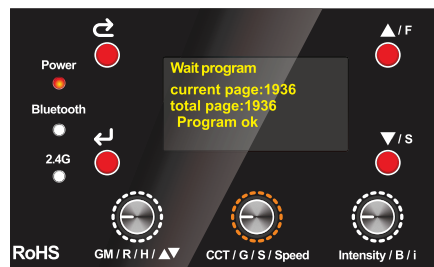 ▲/F
Power
Wait program
current page:1936
total page:1936
Program ok
Bluetooth
2.4G
▼/S
RoHS
GM / R / H / ▲▼
CCT / G / S / Speed
Intensity / B / i